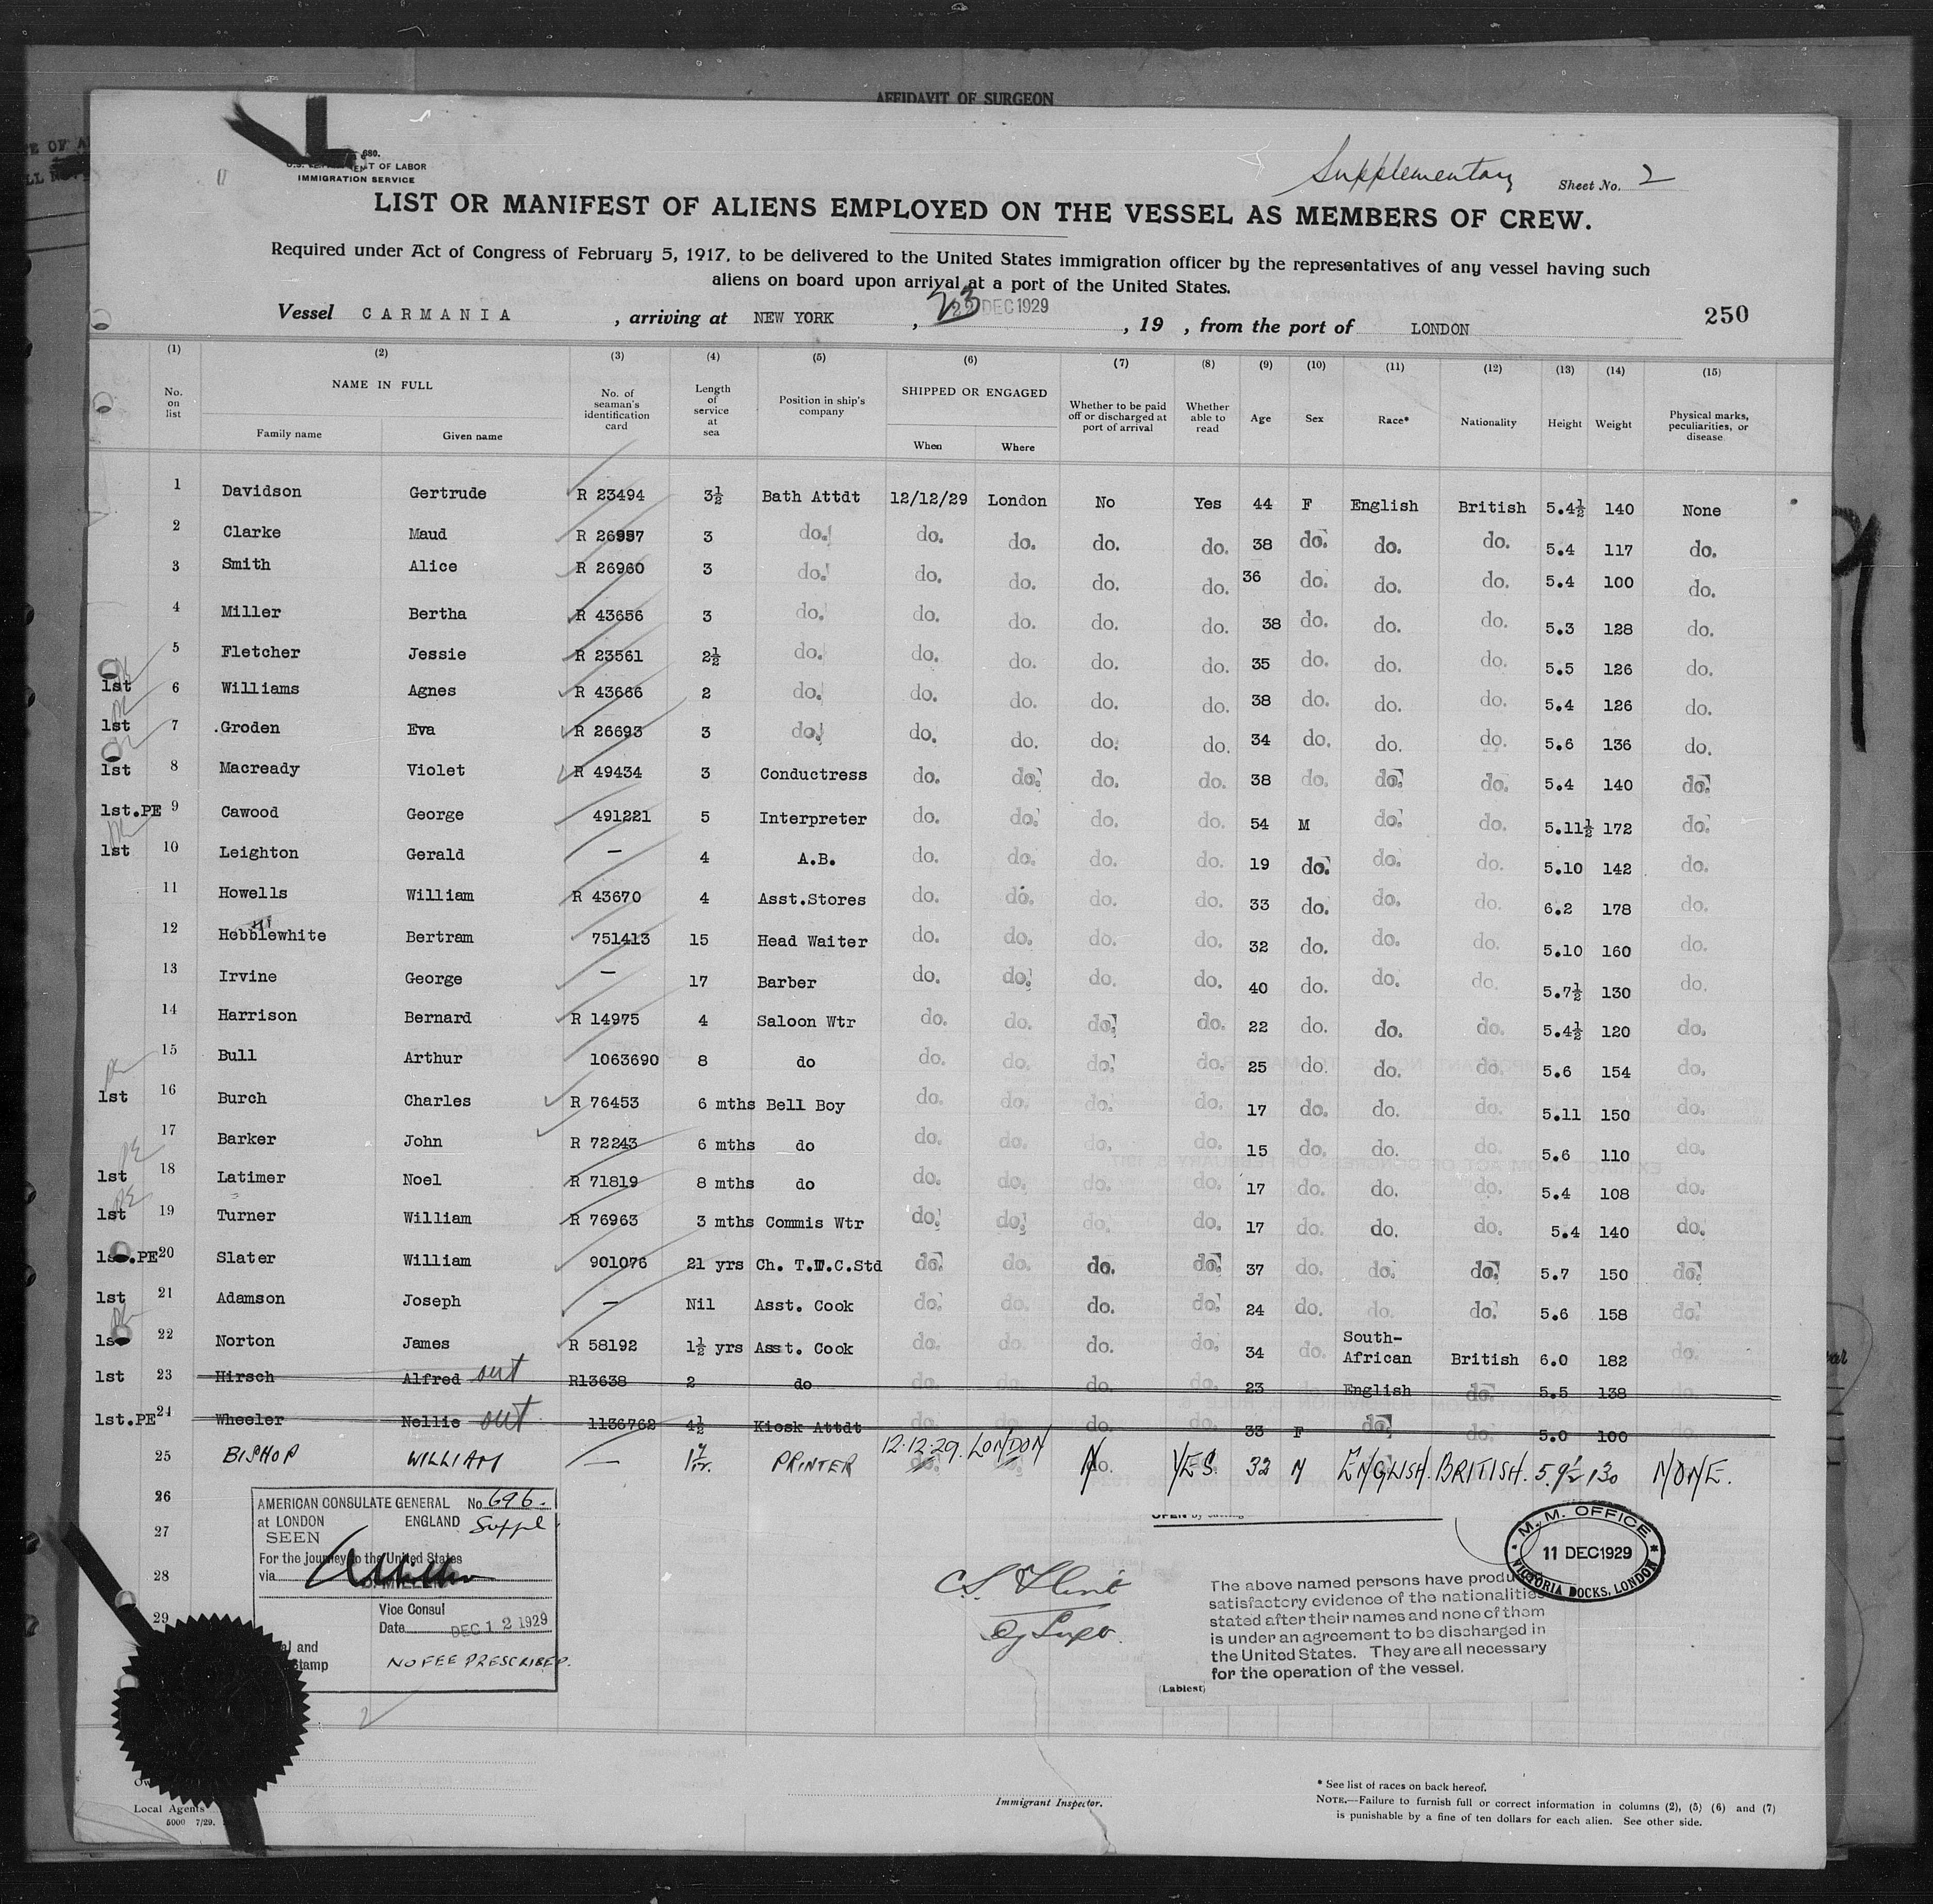 AFFIDAVIT OF SURGEON
680.
U.S. DEPARTMENT OF LABOR
IMMIGRATION SERVICE
Supplementary Sheet No. 2
LIST OR MANIFEST OF ALIENS EMPLOYED ON THE VESSEL AS MEMBERS OF CREW.
Required under Act of Congress of February 5, 1917, to be delivered to the United States immigration officer by the representatives of any vessel having such
aliens on board upon arrival at a port of the United States.
Vessel CARMANIA , arriving at NEW YORK , 23 DEC 1929 , 19 , from the port of LONDON 250
(1) (2) (3) (4) (5) (6) (7) (8) (9) (10) (11) (12) (13) (14) (15)
No. on list NAME IN FULL Family name Given name No. of seaman's identification card Length of service at sea Position in ship's company SHIPPED OR ENGAGED When Where Whether to be paid off or discharged at port of arrival Whether able to read Age Sex Race* Nationality Height Weight Physical marks, peculiarities, or disease
1 Davidson Gertrude R 23494 3½ Bath Attdt 12/12/29 London No Yes 44 F English British 5.4½ 140 None
2 Clarke Maud R 26957 3 do. do. do. do. do. 38 do. do. do. 5.4 117 do.
3 Smith Alice R 26960 3 do. do. do. do. do. 36 do. do. do. 5.4 100 do.
4 Miller Bertha R 43656 3 do. do. do. do. do. 38 do. do. do. 5.3 128 do.
5 Fletcher Jessie R 23561 2½ do. do. do. do. do. 35 do. do. do. 5.5 126 do.
1st 6 Williams Agnes R 43666 2 do. do. do. do. do. 38 do. do. do. 5.4 126 do.
1st 7 .Groden Eva R 26693 3 do. do. do. do. do. 34 do. do. do. 5.6 136 do.
1st 8 Macready Violet R 49434 3 Conductress do. do. do. do. 38 do. do. do. 5.4 140 do.
1st.PE 9 Cawood George 491221 5 Interpreter do. do. do. do. 54 M do. do. 5.11½ 172 do.
1st 10 Leighton Gerald — 4 A.B. do. do. do. do. 19 do. do. do. 5.10 142 do.
11 Howells William R 43670 4 Asst.Stores do. do. do. do. 33 do. do. do. 6.2 178 do.
12 Hebblewhite Bertram 751413 15 Head Waiter do. do. do. do. 32 do. do. do. 5.10 160 do.
13 Irvine George — 17 Barber do. do. do. do. 40 do. do. do. 5.7½ 130 do.
14 Harrison Bernard R 14975 4 Saloon Wtr do. do. do. do. 22 do. do. do. 5.4½ 120 do.
15 Bull Arthur 1063690 8 do do. do. do. do. 25 do. do. do. 5.6 154 do.
1st 16 Burch Charles R 76453 6 mths Bell Boy do. do. do. do. 17 do. do. do. 5.11 150 do.
17 Barker John R 72243 6 mths do do. do. do. do. 15 do. do. do. 5.6 110 do.
1st 18 Latimer Noel R 71819 8 mths do do. do. do. do. 17 do. do. do. 5.4 108 do.
1st 19 Turner William R 76963 3 mths Commis Wtr do. do. do. do. 17 do. do. do. 5.4 140 do.
1st.PE 20 Slater William 901076 21 yrs Ch. T.T.C.Std do. do. do. do. 37 do. do. do. 5.7 150 do.
1st 21 Adamson Joseph — Nil Asst. Cook do. do. do. do. 24 do. do. do. 5.6 158 do.
1st 22 Norton James R 58192 1½ yrs Asst. Cook do. do. do. do. 34 do. South-African British 6.0 182 do.
1st 23 Hirsch Alfred out R13638 2 do do. do. do. do. 23 English do. 5.5 138 do.
1st.PE 24 Wheeler Nellie out 1136762 4½ Kiosk Attdt do. do. do. do. 33 F do. do. 5.0 100 do.
25 BISHOP WILLIAM — 1 yr. PRINTER 12.12.29. LONDON do. YES 32 M ENGLISH. BRITISH. 5.9½ 130 NONE.
26
27
28
29
AMERICAN CONSULATE GENERAL No 696.
at LONDON ENGLAND Suppl
SEEN
For the journey to the United States
via
MILLER
Vice Consul
Date DEC 12 1929
NO FEE PRESCRIBED.
M.M. OFFICE
11 DEC 1929
VICTORIA DOCKS, LONDON
The above named persons have produced
satisfactory evidence of the nationalities
stated after their names and none of them
is under an agreement to be discharged in
the United States. They are all necessary
for the operation of the vessel.
(Lablest)
Immigrant Inspector.
Local Agents
5000 7/29.
* See list of races on back hereof.
NOTE.—Failure to furnish full or correct information in columns (2), (5) (6) and (7)
is punishable by a fine of ten dollars for each alien. See other side.